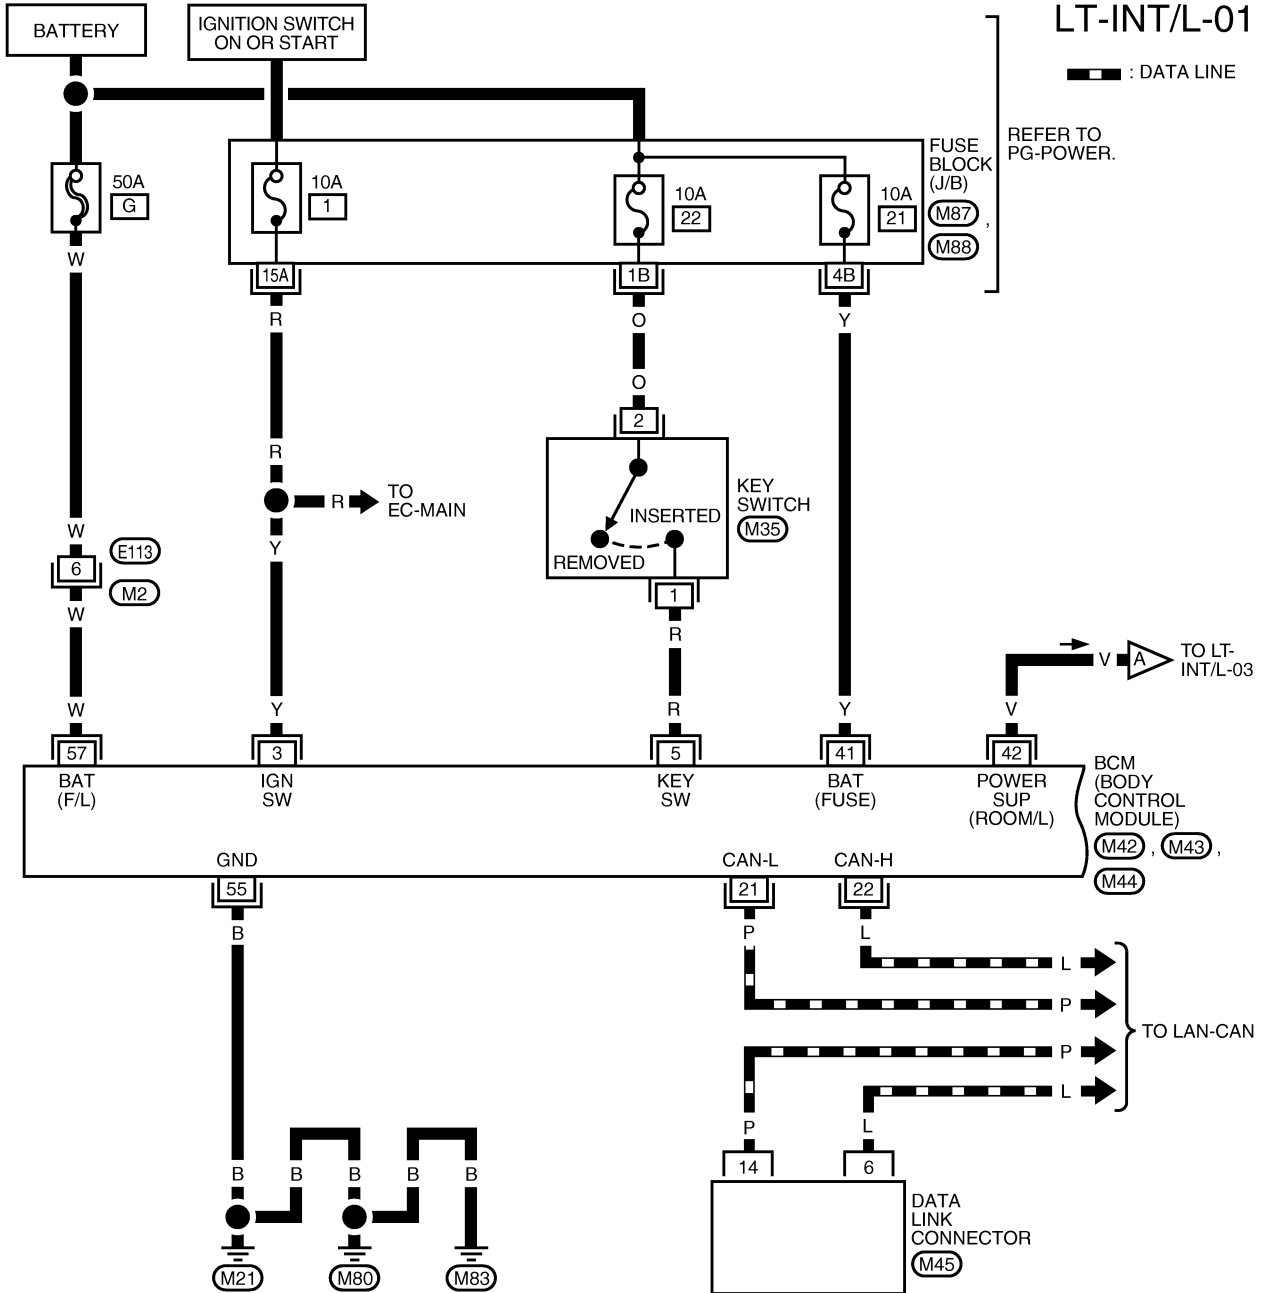 LT-INT/L-01
: DATA LINE
BATTERY
IGNITION SWITCH
ON OR START
REFER TO
PG-POWER.
FUSE
BLOCK
(J/B)
M87 ,
M88
50A
G
10A
1
10A
22
10A
21
15A
1B
4B
W
R
O
Y
O
2
R
R
TO
EC-MAIN
KEY
SWITCH
M35
INSERTED
REMOVED
W
Y
E113
6
M2
1
W
R
V
A
TO LT-
INT/L-03
W
Y
R
Y
V
57
3
5
41
42
BAT
(F/L)
IGN
SW
KEY
SW
BAT
(FUSE)
POWER
SUP
(ROOM/L)
BCM
(BODY
CONTROL
MODULE)
M42 , M43 ,
M44
GND
CAN-L
CAN-H
55
21
22
B
P
L
L
P
TO LAN-CAN
P
L
P
L
B
B
B
B
B
14
6
DATA
LINK
CONNECTOR
M45
M21
M80
M83